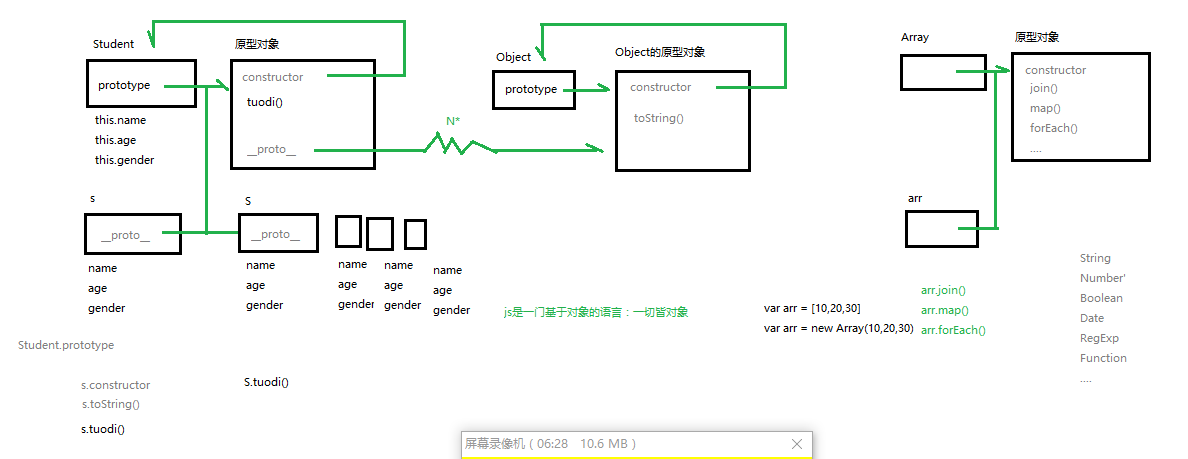 Student
原型对象
prototype
this.name
this.age
this.gender
constructor
tuodi()
__proto__
N*
Object
Object的原型对象
prototype
constructor
toString()
Array
原型对象
constructor
join()
map()
forEach()
....
s
__proto__
name
age
gender
S
__proto__
name
age
gender
name
age
gender
name
age
gender
name
age
gender
js是一门基于对象的语言：一切皆对象
var arr = [10,20,30]
var arr = new Array(10,20,30)
arr
arr.join()
arr.map()
arr.forEach()
String
Number'
Boolean
Date
RegExp
Function
....
Student.prototype
s.constructor
s.toString()
s.tuodi()
S.tuodi()
屏幕录像机（06:28 10.6 MB）